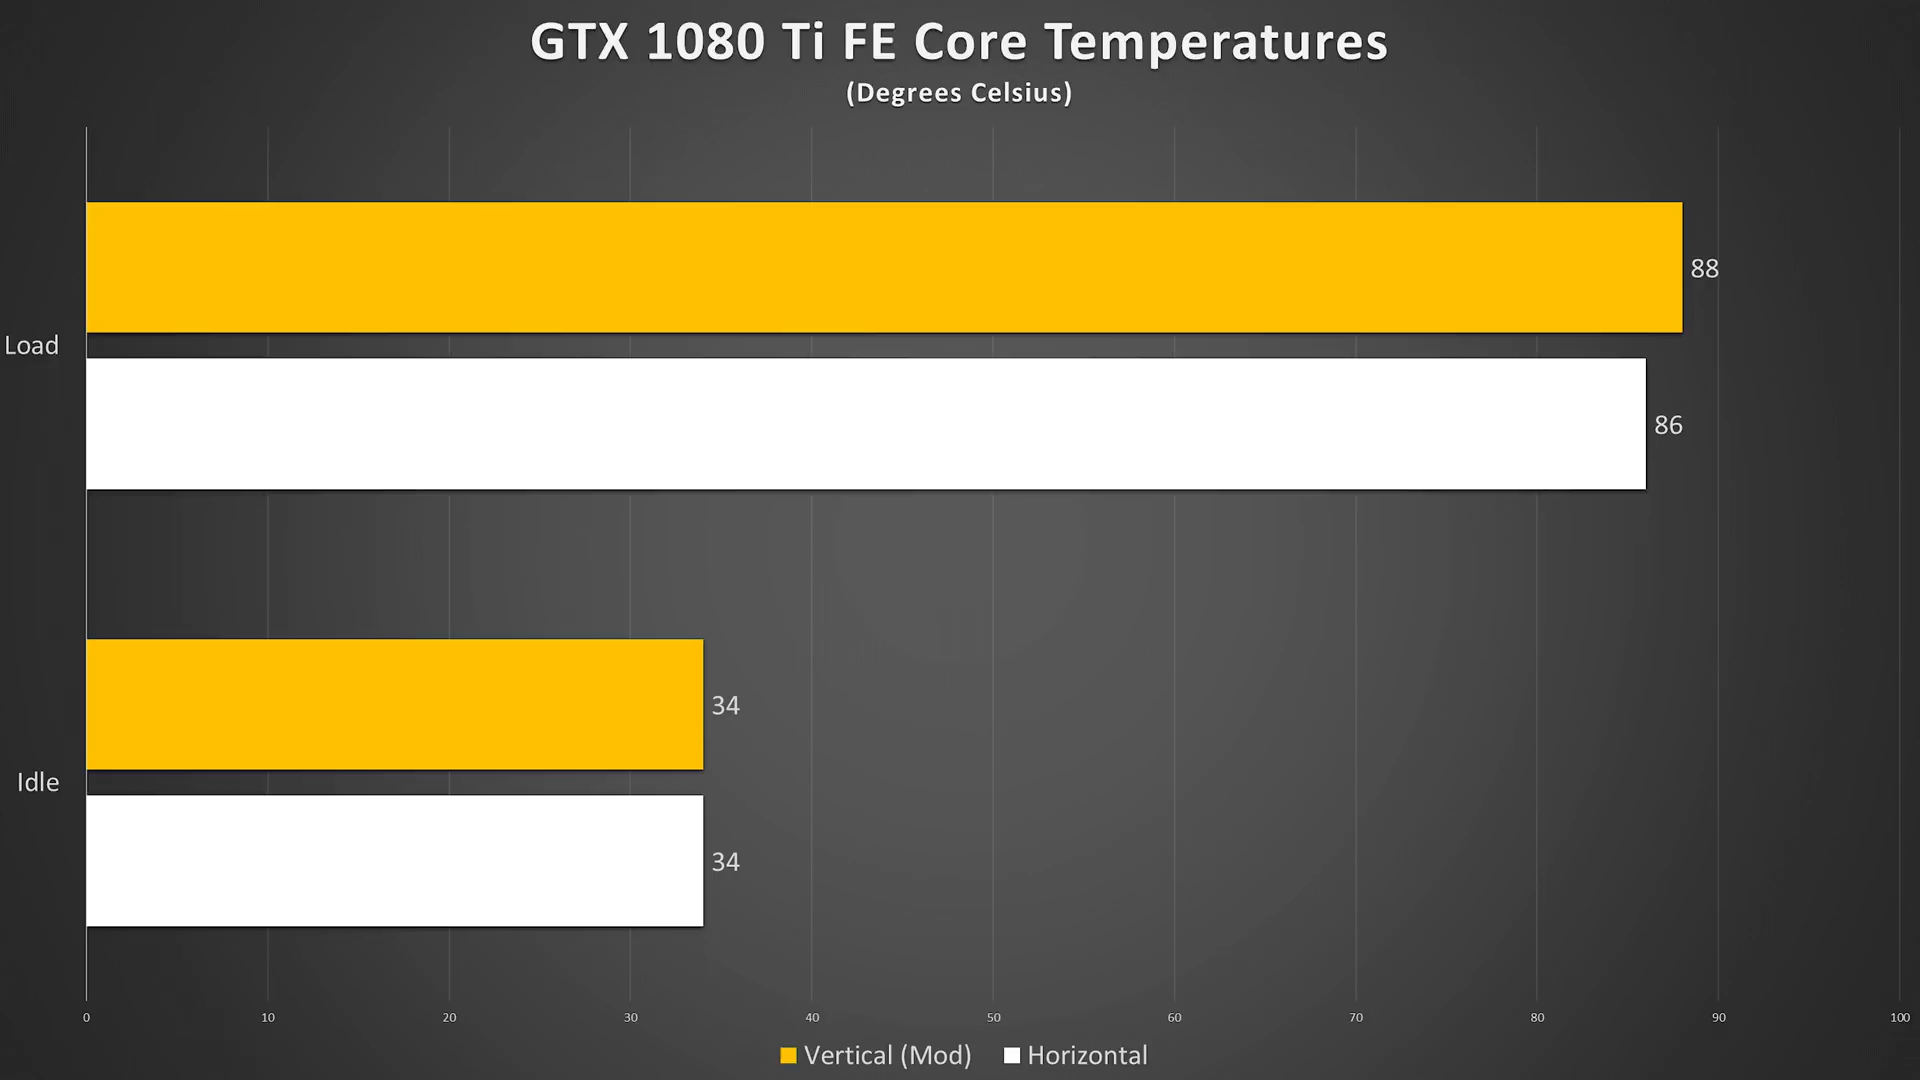 GTX 1080 Ti FE Core Temperatures
(Degrees Celsius)
88
Load
86
34
Idle
34
0 10 20 30 40 50 60 70 80 90 100
Vertical (Mod) Horizontal